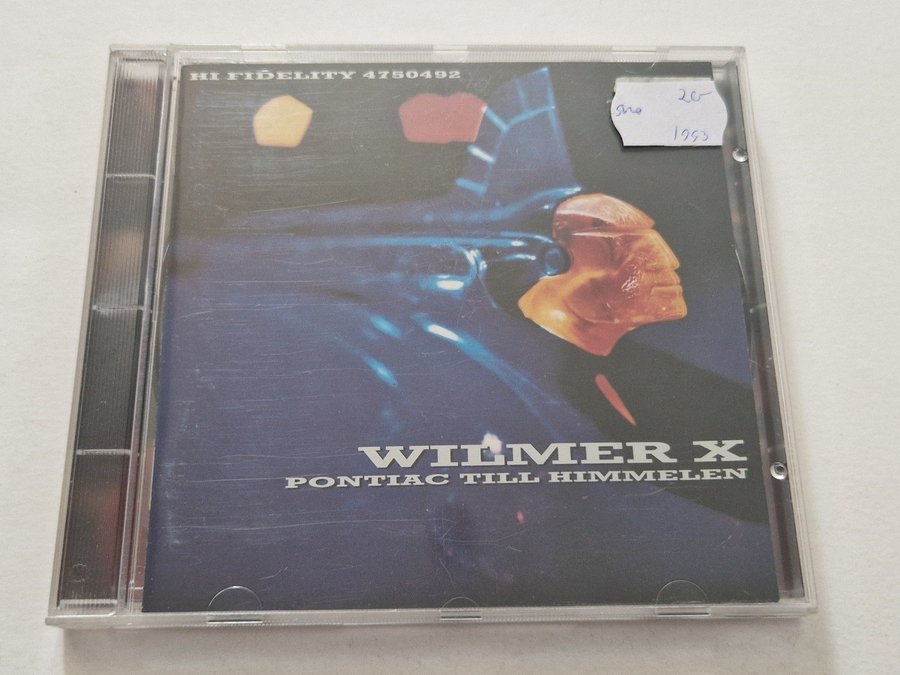 HI FIDELITY 4750492
20-
1993
WILMER X
PONTIAC TILL HIMMELEN